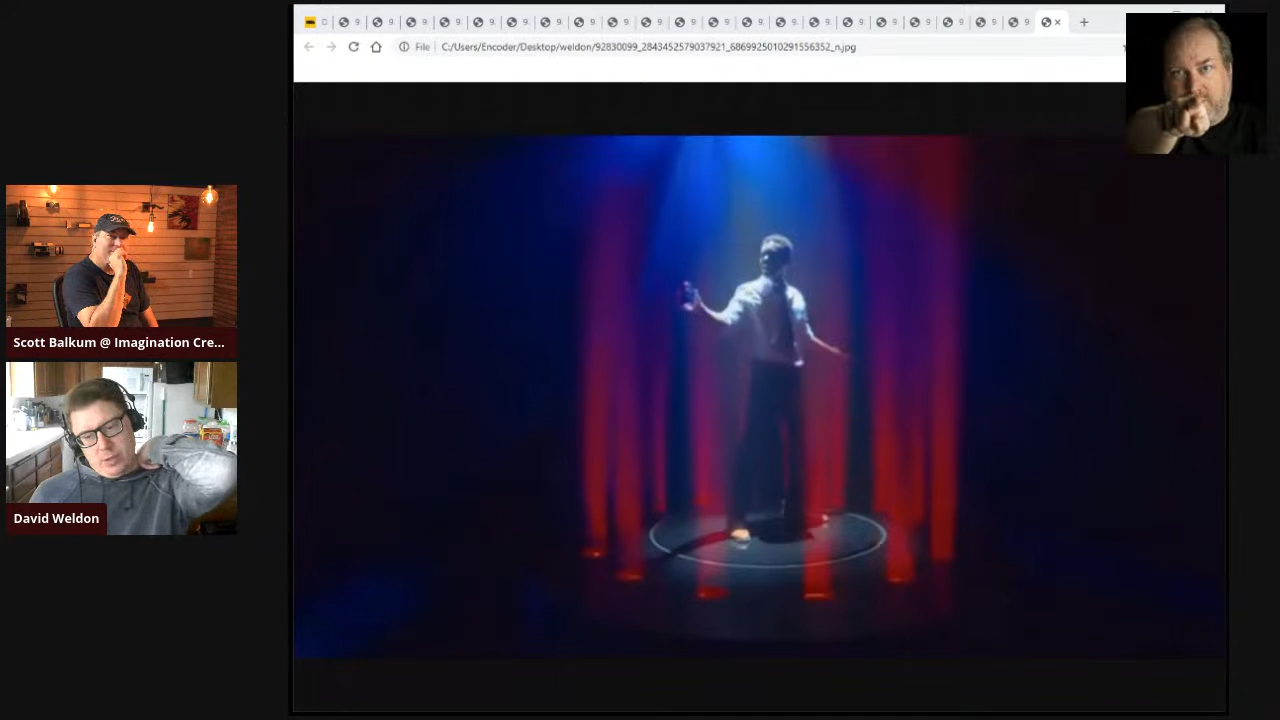 File C:/Users/Encoder/Desktop/weldon/92830099_2843452579037921_6869925010291556352_n.jpg
Scott Balkum @ Imagination Cre...
David Weldon